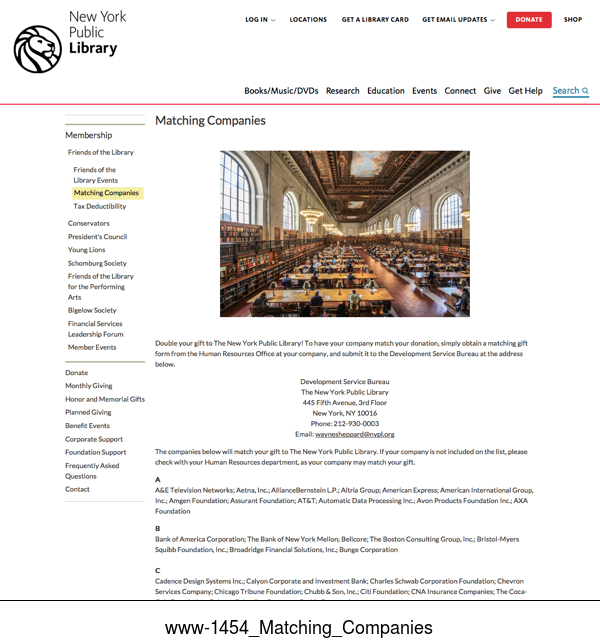 New York
Public
Library
LOG IN
LOCATIONS
GET A LIBRARY CARD
GET EMAIL UPDATES
DONATE
SHOP
Books/Music/DVDs
Research
Education
Events
Connect
Give
Get Help
Search
Membership
Friends of the Library
Friends of the
Library Events
Matching Companies
Tax Deductibility
Conservators
President's Council
Young Lions
Schomburg Society
Friends of the Library
for the Performing
Arts
Bigelow Society
Financial Services
Leadership Forum
Member Events
Donate
Monthly Giving
Honor and Memorial Gifts
Planned Giving
Benefit Events
Corporate Support
Foundation Support
Frequently Asked
Questions
Contact
Matching Companies
Double your gift to The New York Public Library! To have your company match your donation, simply obtain a matching gift
form from the Human Resources Office at your company, and submit it to the Development Service Bureau at the address
below.
Development Service Bureau
The New York Public Library
445 Fifth Avenue, 3rd Floor
New York, NY 10016
Phone: 212-930-0003
Email: waynesheppard@nypl.org
The companies below will match your gift to The New York Public Library. If your company is not included on the list, please
check with your Human Resources department, as your company may match your gift.
A
A&E Television Networks; Aetna, Inc.; AllianceBernstein L.P.; Altria Group; American Express; American International Group,
Inc.; Amgen Foundation; Assurant Foundation; AT&T; Automatic Data Processing Inc.; Avon Products Foundation Inc.; AXA
Foundation
B
Bank of America Corporation; The Bank of New York Mellon; Bellcore; The Boston Consulting Group, Inc.; Bristol-Myers
Squibb Foundation, Inc.; Broadridge Financial Solutions, Inc.; Bunge Corporation
C
Cadence Design Systems Inc.; Calyon Corporate and Investment Bank; Charles Schwab Corporation Foundation; Chevron
Services Company; Chicago Tribune Foundation; Chubb & Son, Inc.; Citi Foundation; CNA Insurance Companies; The Coca-
www-1454_Matching_Companies